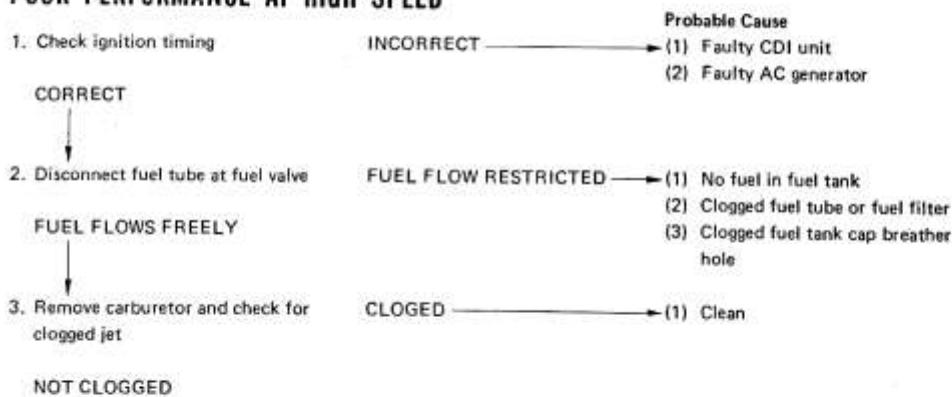 POOR PERFORMANCE AT HIGH SPEED
Probable Cause
1. Check ignition timing INCORRECT (1) Faulty CDI unit
(2) Faulty AC generator
CORRECT
2. Disconnect fuel tube at fuel valve FUEL FLOW RESTRICTED (1) No fuel in fuel tank
(2) Clogged fuel tube or fuel filter
FUEL FLOWS FREELY
(3) Clogged fuel tank cap breather
hole
3. Remove carburetor and check for CLOGED (1) Clean
clogged jet
NOT CLOGGED